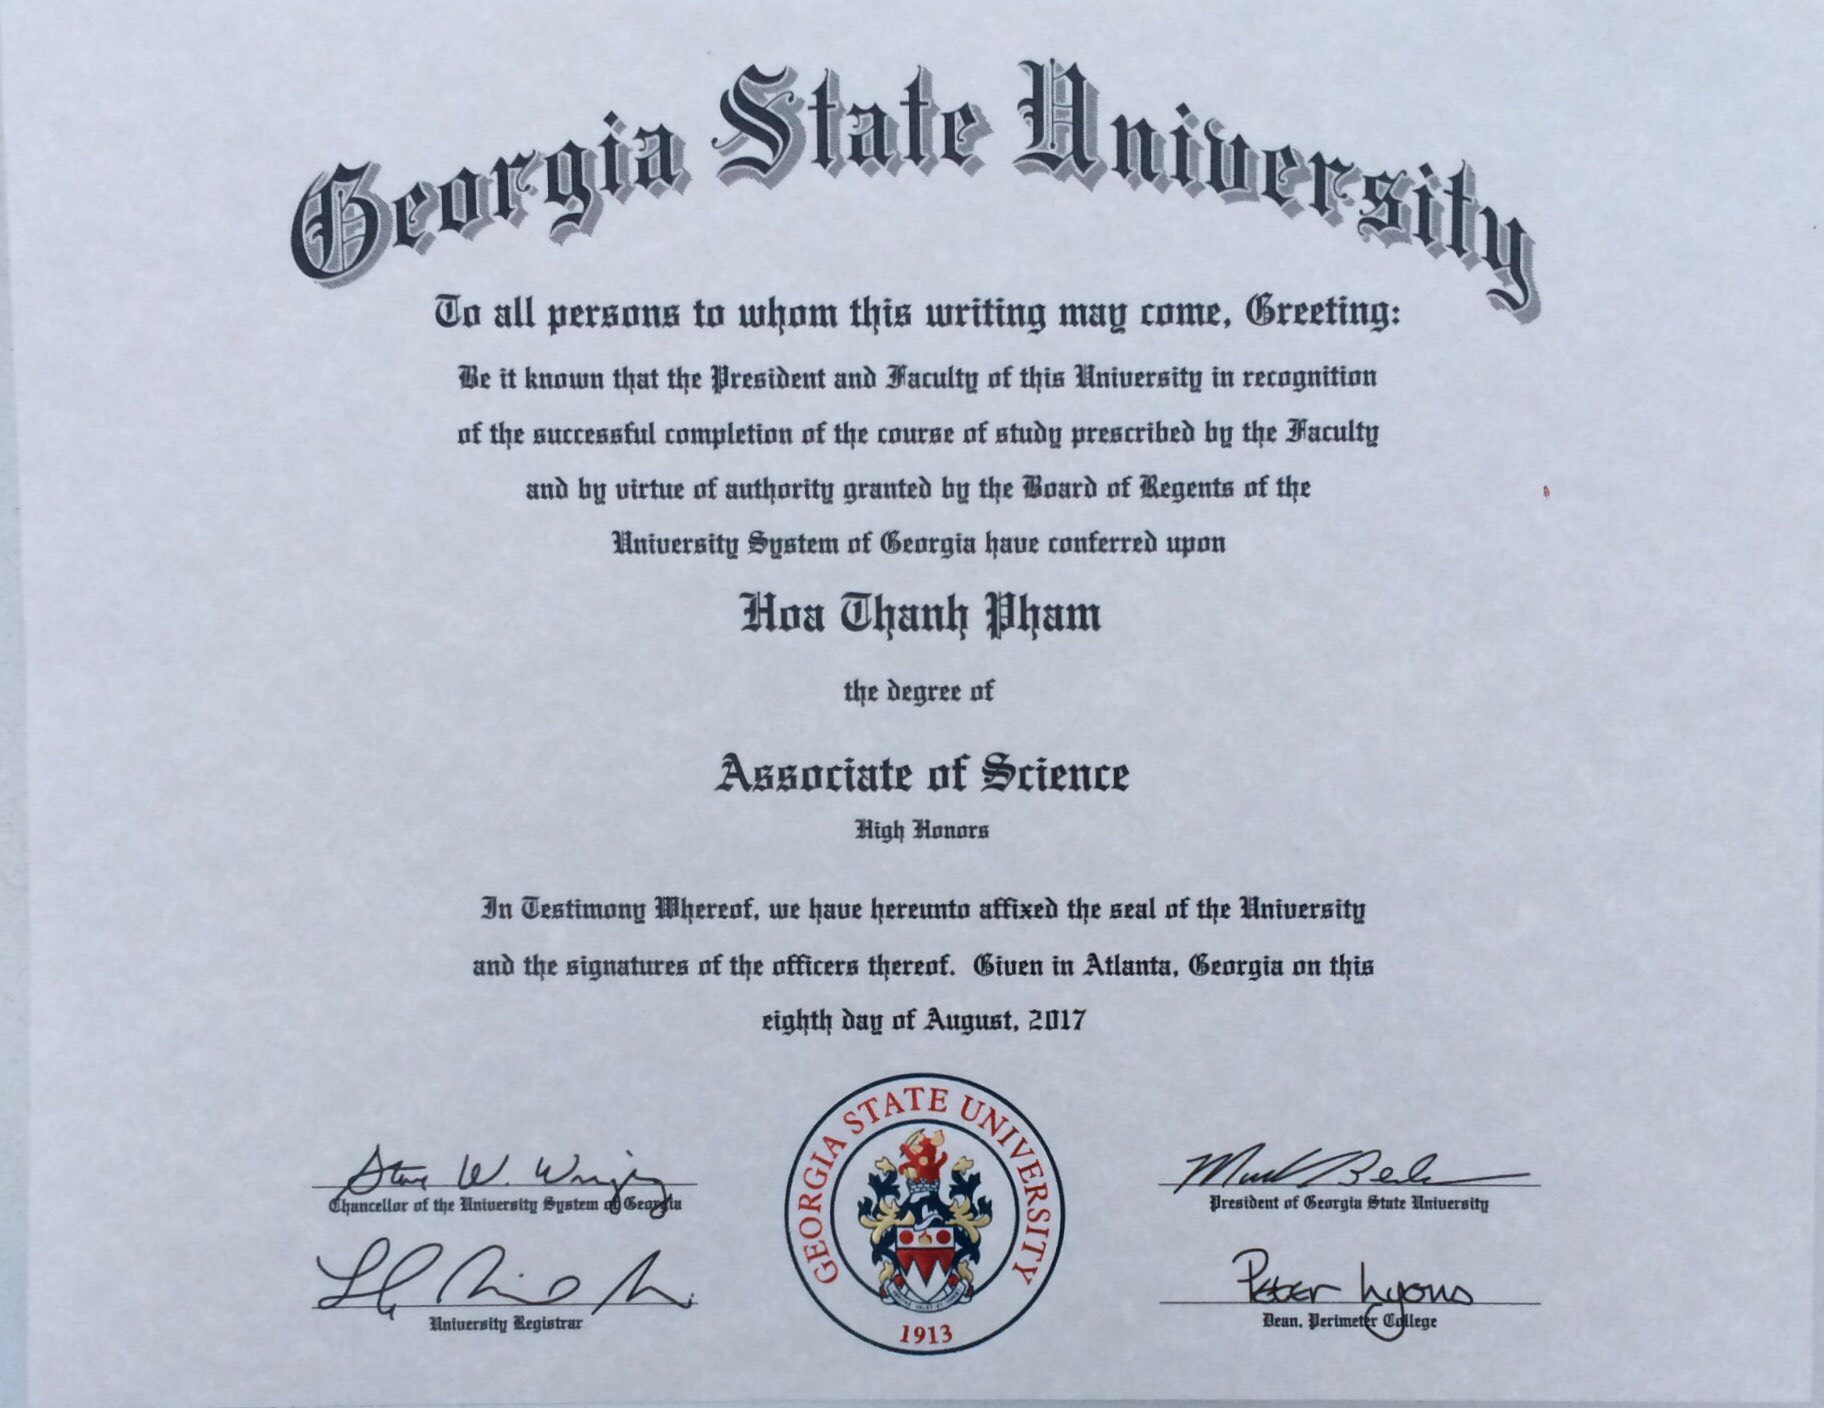 Georgia State University
To all persons to whom this writing may come, Greeting:
Be it known that the President and Faculty of this University in recognition
of the successful completion of the course of study prescribed by the Faculty
and by virtue of authority granted by the Board of Regents of the
University System of Georgia have conferred upon
Hoa Thanh Pham
the degree of
Associate of Science
High Honors
In Testimony Whereof, we have hereunto affixed the seal of the University
and the signatures of the officers thereof. Given in Atlanta, Georgia on this
eighth day of August, 2017
GEORGIA STATE UNIVERSITY
1913
Chancellor of the University System of Georgia
President of Georgia State University
University Registrar
Peter Lyons
Dean, Perimeter College